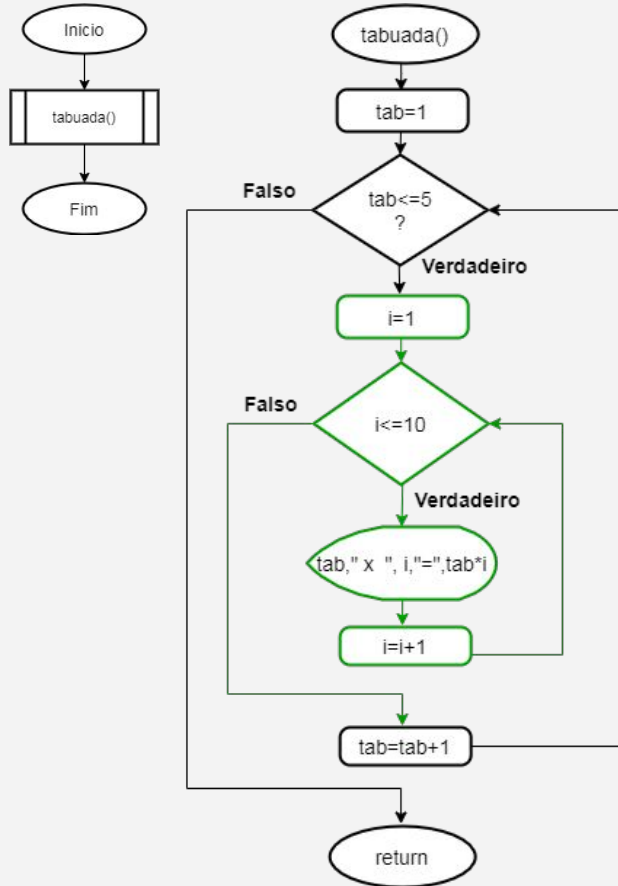 Inicio
tabuada()
Fim
tabuada()
tab=1
Falso
tab<=5
?
Verdadeiro
i=1
Falso
i<=10
Verdadeiro
tab," x  ", i,"=",tab*i
i=i+1
tab=tab+1
return